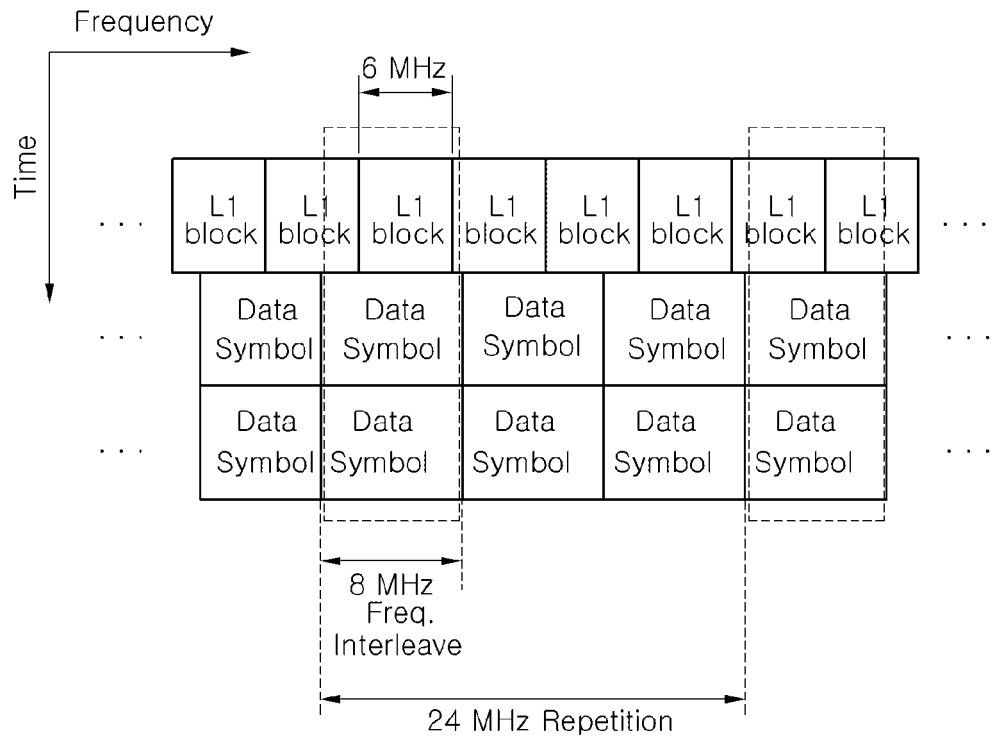 Frequency
6 MHz
Time
L1 L1 L1 L1 L1 L1 L1 L1
. . . block block block block block block block block . . .
Data Data Data Data Data
. . . Symbol Symbol Symbol Symbol Symbol . . .
Data Data Data Data Data
. . . Symbol Symbol Symbol Symbol Symbol . . .
8 MHz
Freq.
Interleave
24 MHz Repetition